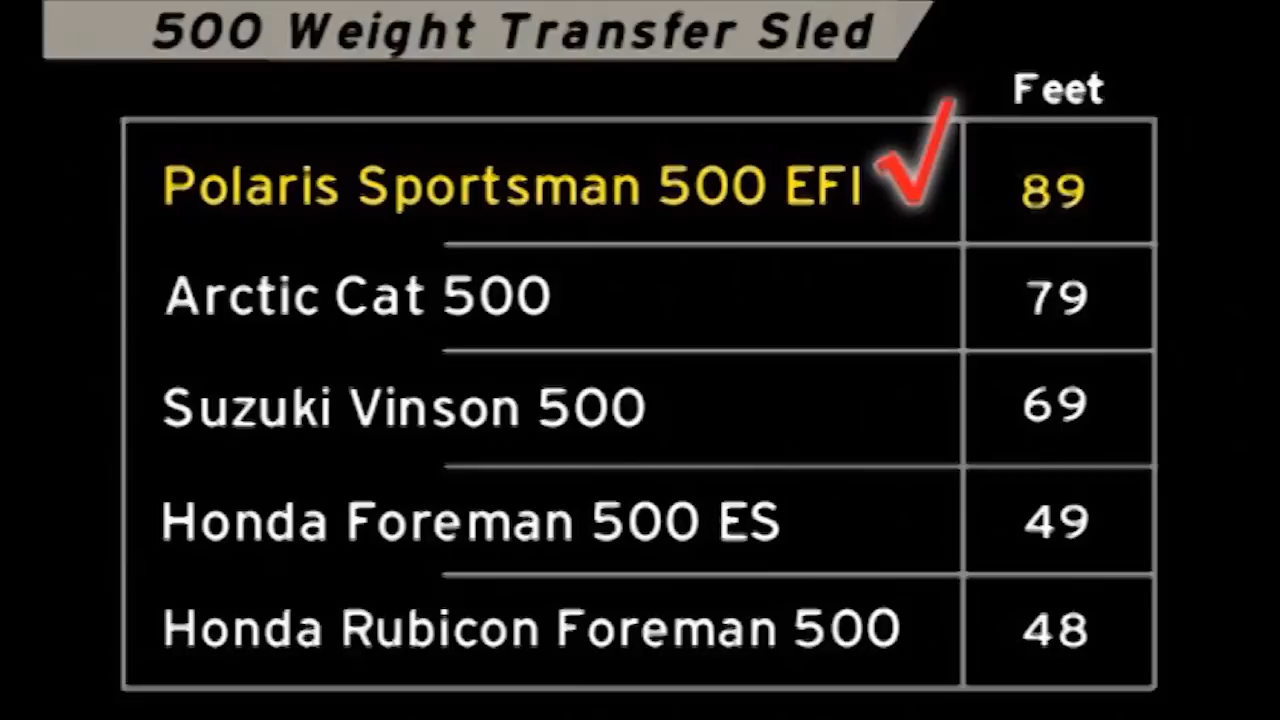 500 Weight Transfer Sled
Feet
Polaris Sportsman 500 EFI 89
Arctic Cat 500 79
Suzuki Vinson 500 69
Honda Foreman 500 ES 49
Honda Rubicon Foreman 500 48